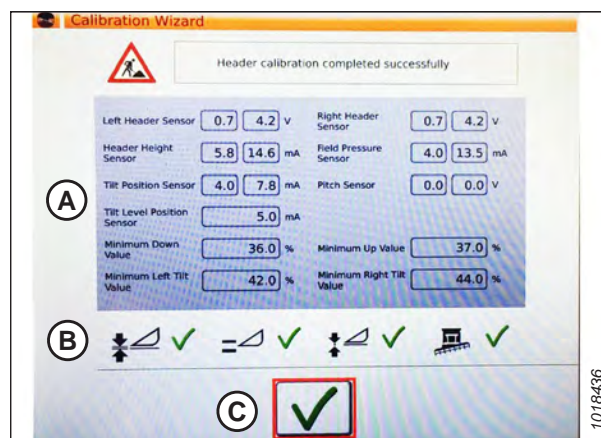 Calibration Wizard
Header calibration completed successfully
Left Header Sensor 0.7 4.2 V Right Header Sensor 0.7 4.2 V
Header Height Sensor 5.8 14.6 mA Field Pressure Sensor 4.0 13.5 mA
Tilt Position Sensor 4.0 7.8 mA Pitch Sensor 0.0 0.0 V
Tilt Level Position Sensor 5.0 mA
Minimum Down Value 36.0 % Minimum Up Value 37.0 %
Minimum Left Tilt Value 42.0 % Minimum Right Tilt Value 44.0 %
A
B
C
1018436